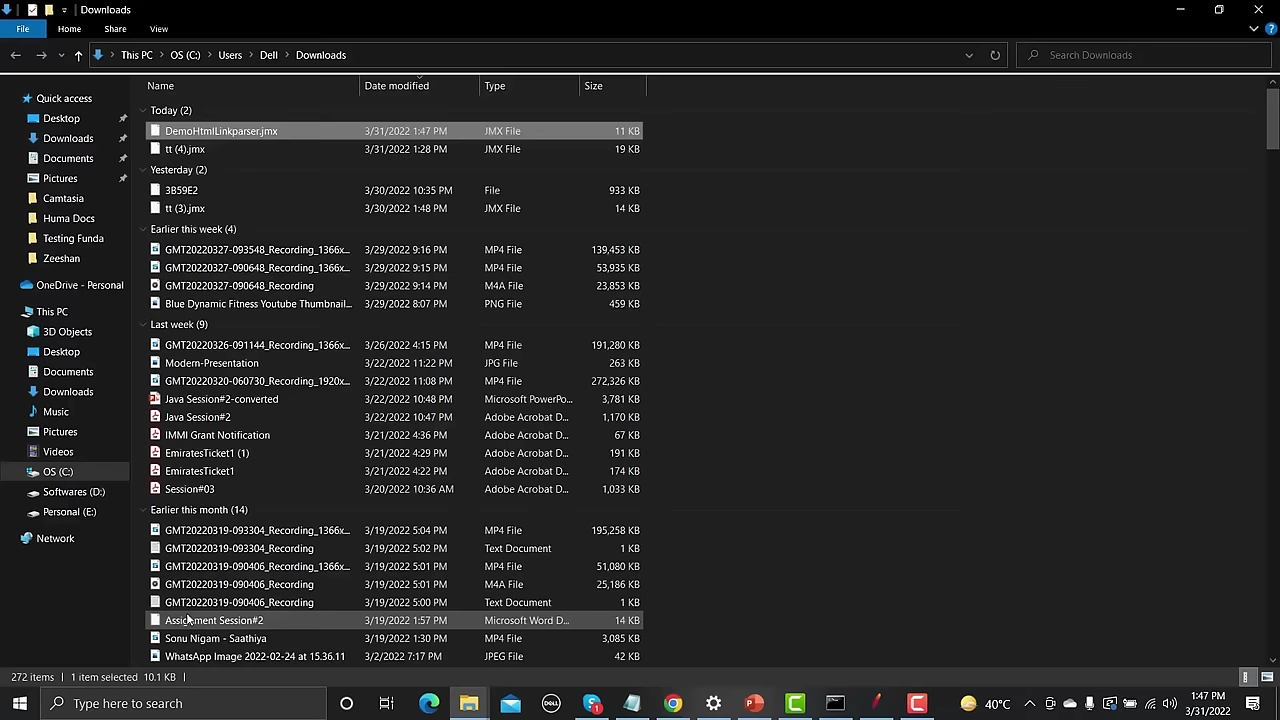 Downloads
File Home Share View
This PC > OS (C:) > Users > Dell > Downloads
Search Downloads
Name Date modified Type Size
Quick access
Desktop
Downloads
Documents
Pictures
Camtasia
Huma Docs
Testing Funda
Zeeshan
OneDrive - Personal
This PC
3D Objects
Desktop
Documents
Downloads
Music
Pictures
Videos
OS (C:)
Softwares (D:)
Personal (E:)
Network
Today (2)
DemoHtmlLinkparser.jmx 3/31/2022 1:47 PM JMX File 11 KB
tt (4).jmx 3/31/2022 1:28 PM JMX File 19 KB
Yesterday (2)
3B59E2 3/30/2022 10:35 PM File 933 KB
tt (3).jmx 3/30/2022 1:48 PM JMX File 14 KB
Earlier this week (4)
GMT20220327-093548_Recording_1366x... 3/29/2022 9:16 PM MP4 File 139,453 KB
GMT20220327-090648_Recording_1366x... 3/29/2022 9:15 PM MP4 File 53,935 KB
GMT20220327-090648_Recording 3/29/2022 9:14 PM M4A File 23,853 KB
Blue Dynamic Fitness Youtube Thumbnail... 3/29/2022 8:07 PM PNG File 459 KB
Last week (9)
GMT20220326-091144_Recording_1366x... 3/26/2022 4:15 PM MP4 File 191,280 KB
Modern-Presentation 3/22/2022 11:22 PM JPG File 263 KB
GMT20220320-060730_Recording_1920x... 3/22/2022 11:08 PM MP4 File 272,326 KB
Java Session#2-converted 3/22/2022 10:48 PM Microsoft PowerPo... 3,781 KB
Java Session#2 3/22/2022 10:47 PM Adobe Acrobat D... 1,170 KB
IMMI Grant Notification 3/21/2022 4:36 PM Adobe Acrobat D... 67 KB
EmiratesTicket1 (1) 3/21/2022 4:29 PM Adobe Acrobat D... 191 KB
EmiratesTicket1 3/21/2022 4:22 PM Adobe Acrobat D... 174 KB
Session#03 3/20/2022 10:36 AM Adobe Acrobat D... 1,033 KB
Earlier this month (14)
GMT20220319-093304_Recording_1366x... 3/19/2022 5:04 PM MP4 File 195,258 KB
GMT20220319-093304_Recording 3/19/2022 5:02 PM Text Document 1 KB
GMT20220319-090406_Recording_1366x... 3/19/2022 5:01 PM MP4 File 51,080 KB
GMT20220319-090406_Recording 3/19/2022 5:01 PM M4A File 25,186 KB
GMT20220319-090406_Recording 3/19/2022 5:00 PM Text Document 1 KB
Assignment Session#2 3/19/2022 1:57 PM Microsoft Word D... 14 KB
Sonu Nigam - Saathiya 3/19/2022 1:30 PM MP4 File 3,085 KB
WhatsApp Image 2022-02-24 at 15.36.11 3/2/2022 7:17 PM JPEG File 42 KB
272 items 1 item selected 10.1 KB
Type here to search
DELL
40°C
1:47 PM
3/31/2022